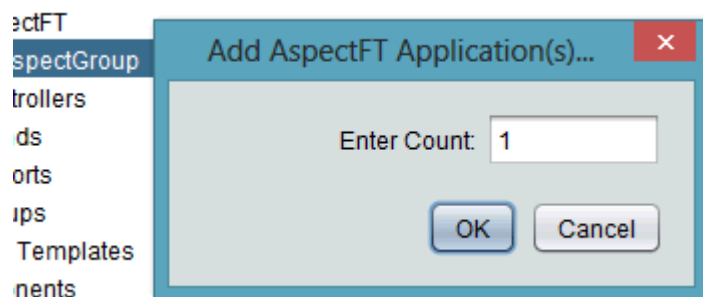 ectFT
spectGroup
trollers
ds
orts
ups
Templates
nents
Add AspectFT Application(s)...
Enter Count: 1
OK Cancel